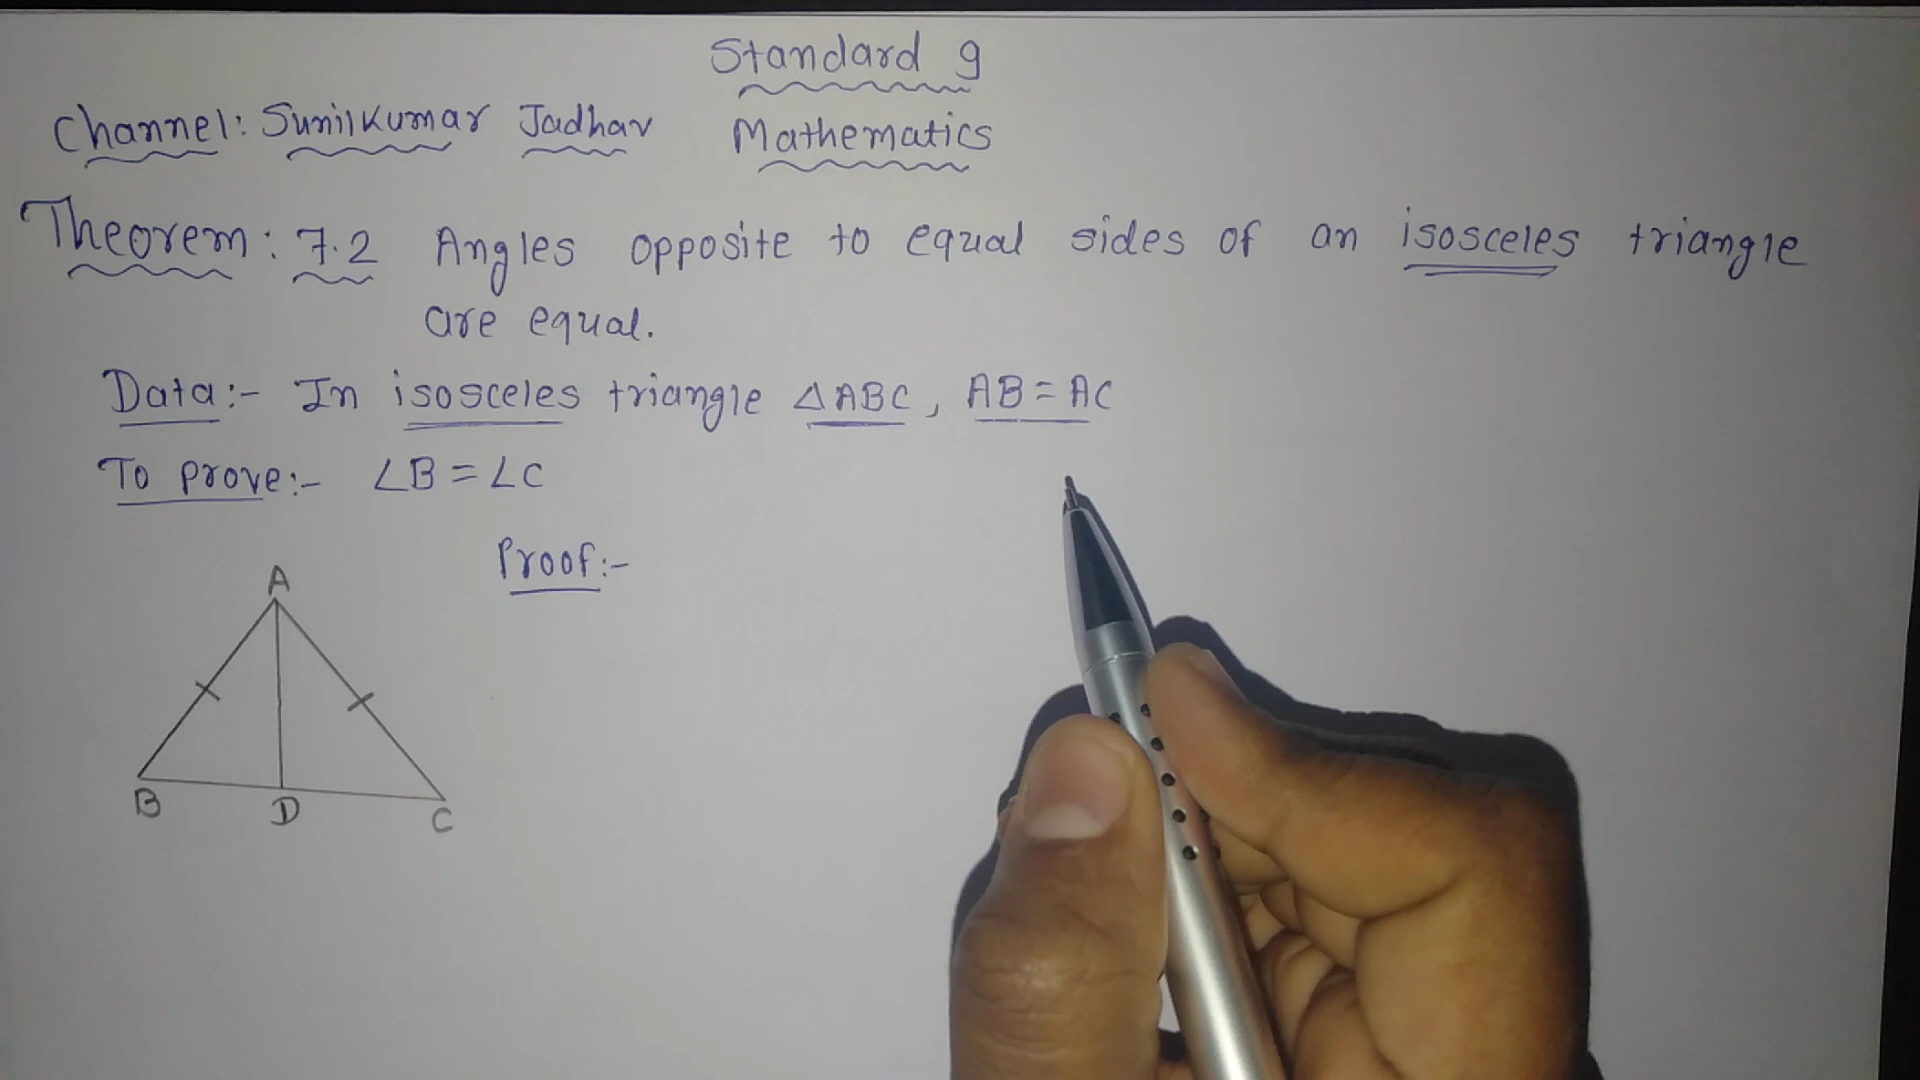 Standard 9
Channel: Sunilkumar Jadhav
Mathematics
Theorem: 7.2 Angles opposite to equal sides of an isosceles triangle
are equal.
Data:- In isosceles triangle △ABC, AB=AC
To prove:- ∠B=∠C
Proof:-
A
B
D
C